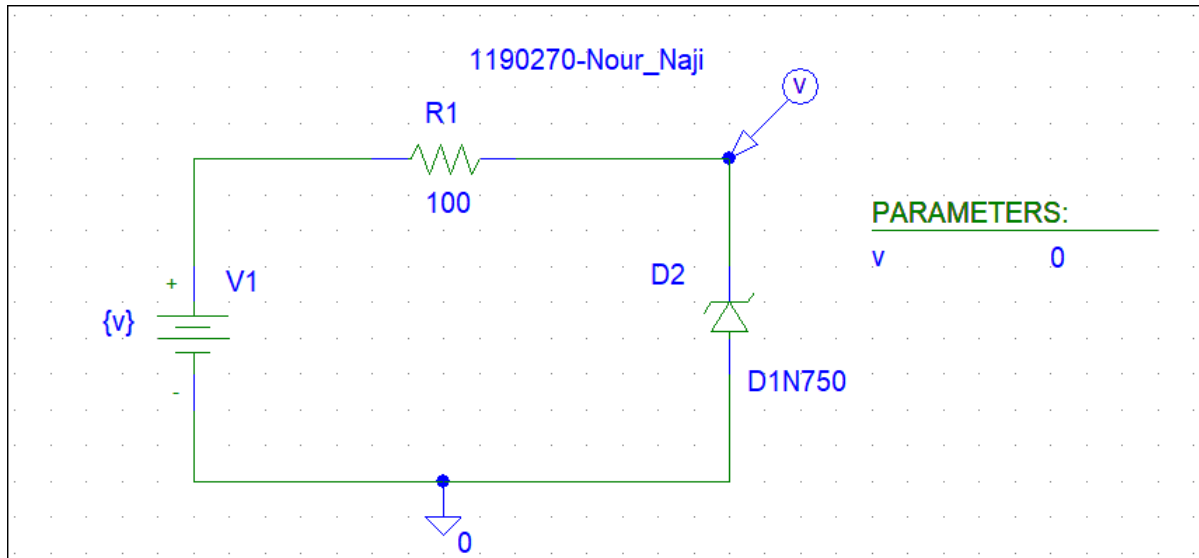 1190270-Nour_Naji
V
R1
100
PARAMETERS:
v 0
+
V1
{v}
-
D2
D1N750
0